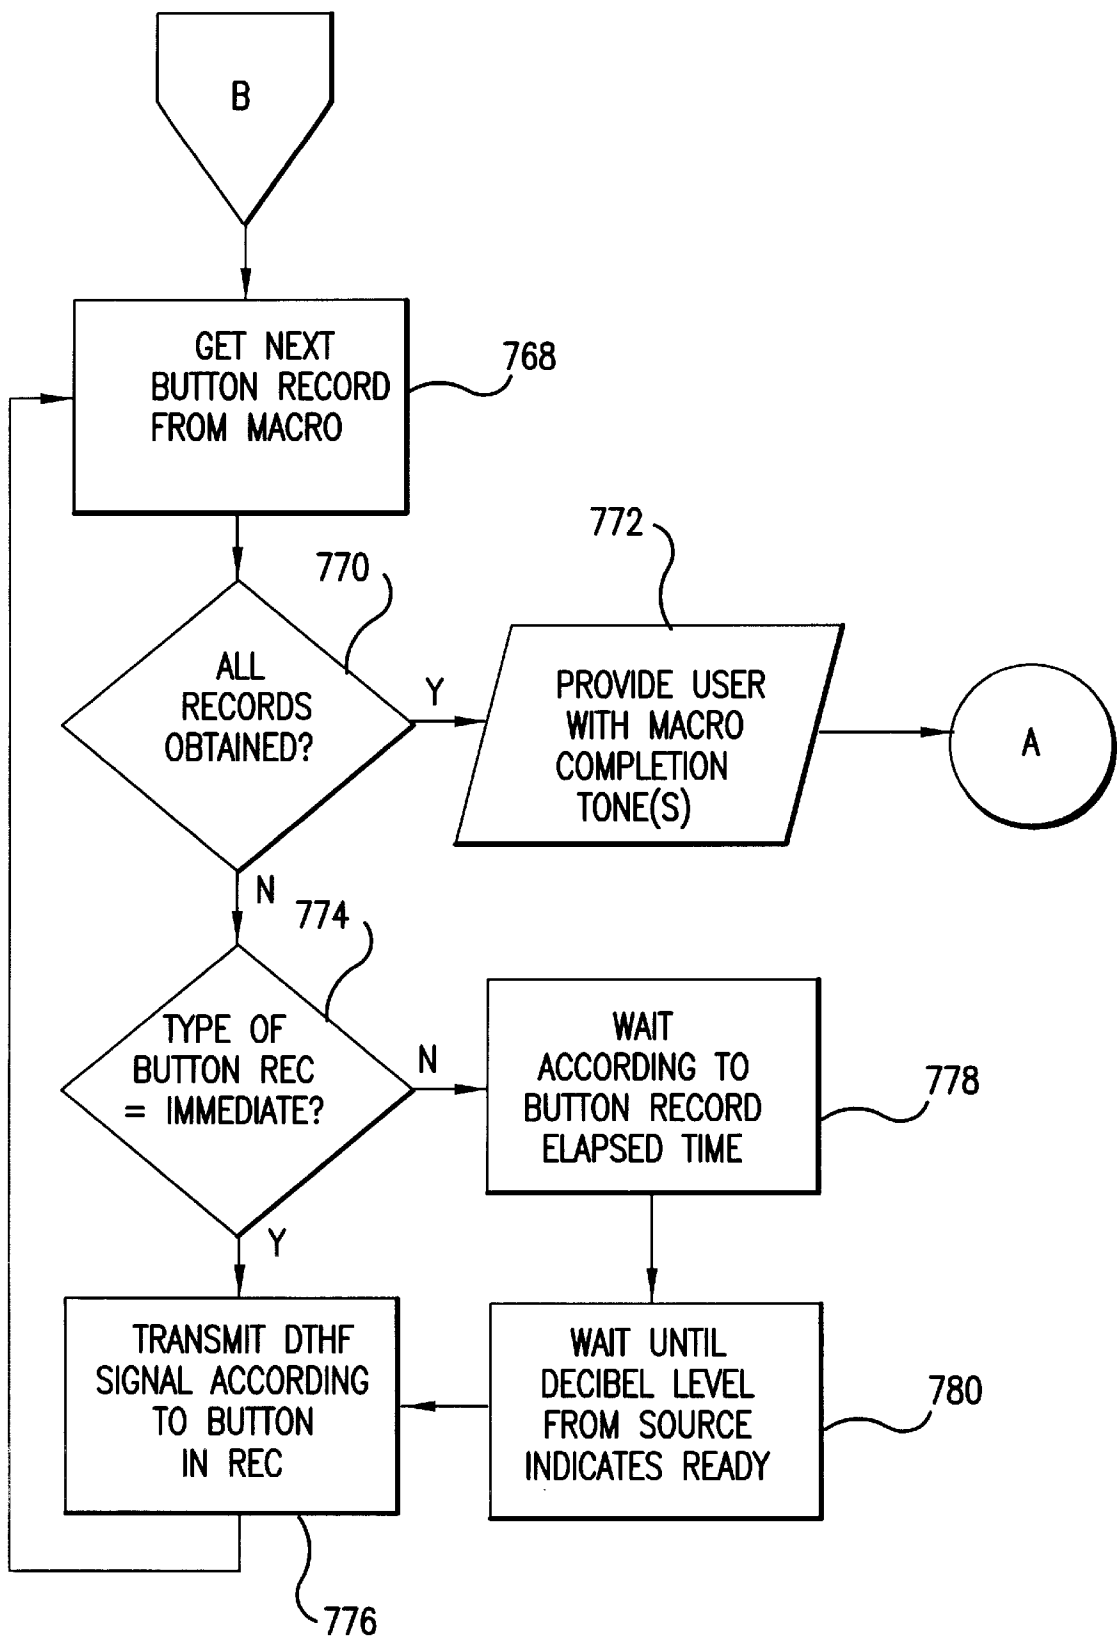 B
GET NEXT
BUTTON RECORD
FROM MACRO
768
770
ALL
RECORDS
OBTAINED?
Y
772
PROVIDE USER
WITH MACRO
COMPLETION
TONE(S)
A
N
774
TYPE OF
BUTTON REC
= IMMEDIATE?
N
WAIT
ACCORDING TO
BUTTON RECORD
ELAPSED TIME
778
Y
TRANSMIT DTHF
SIGNAL ACCORDING
TO BUTTON
IN REC
776
WAIT UNTIL
DECIBEL LEVEL
FROM SOURCE
INDICATES READY
780